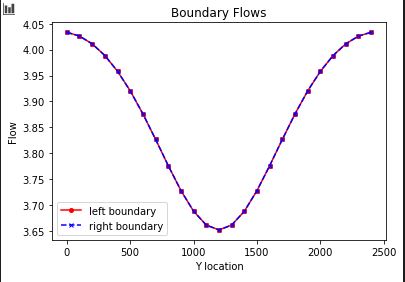 Boundary Flows
4.05
4.00
3.95
3.90
3.85
3.80
3.75
3.70
3.65
Flow
left boundary
right boundary
0 500 1000 1500 2000 2500
Y location